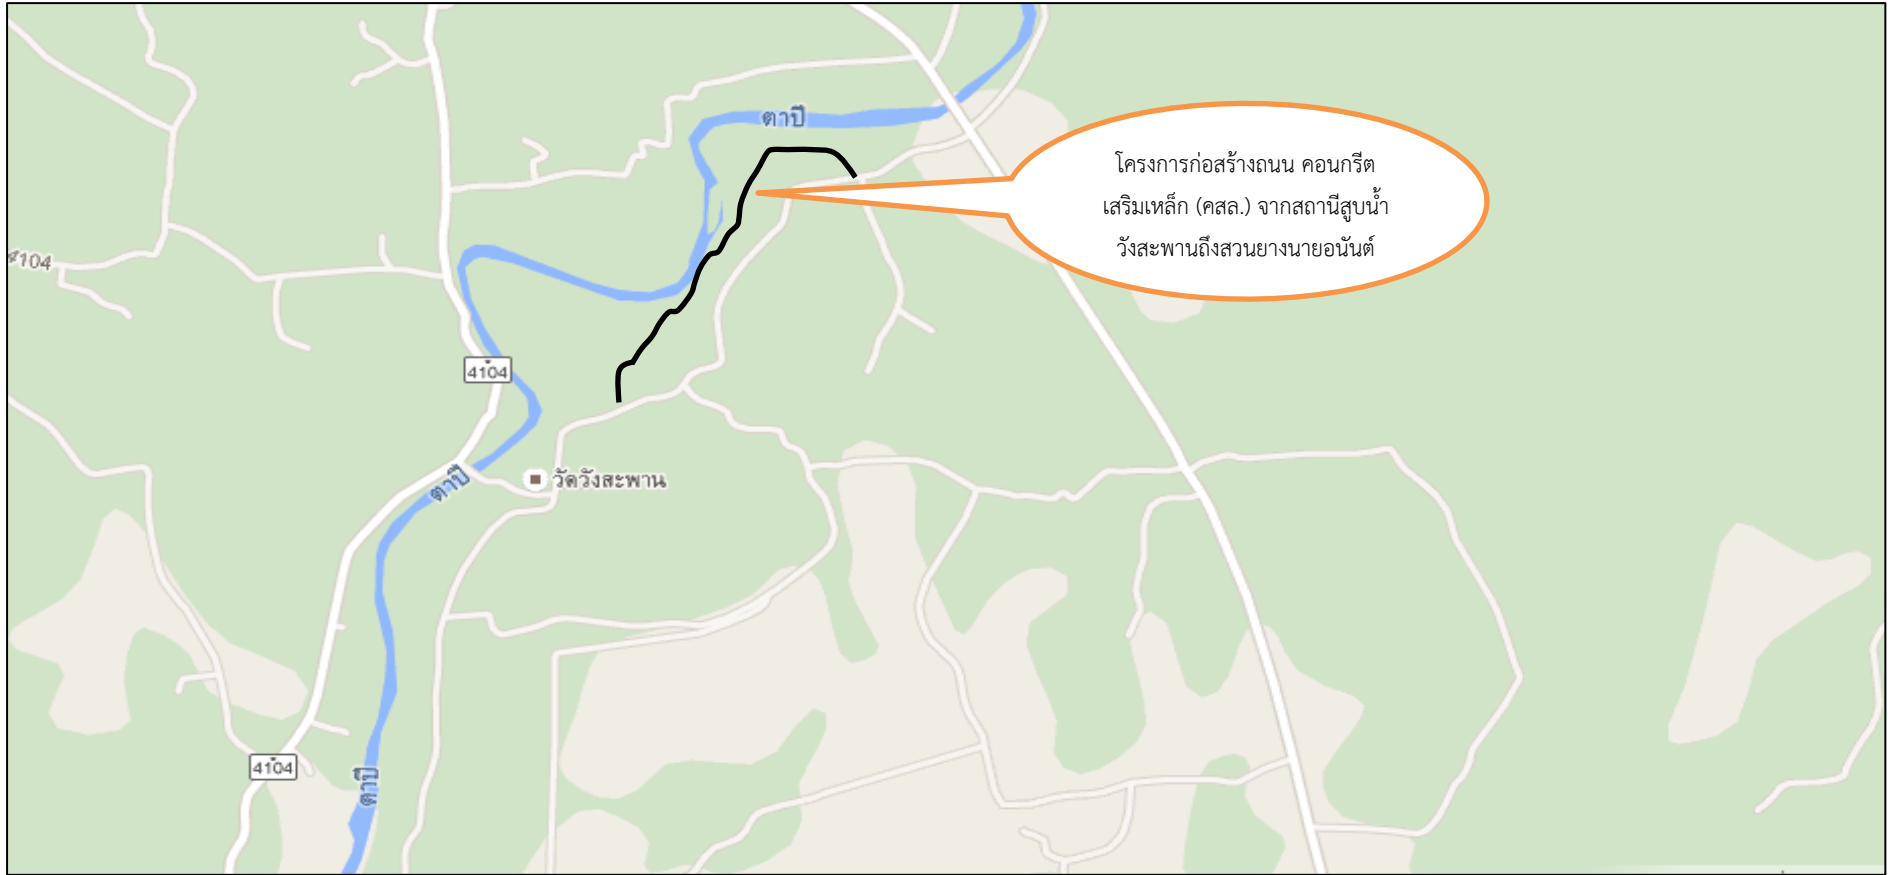 ตาปี
โครงการก่อสร้างถนน คอนกรีต
เสริมเหล็ก (คสล.) จากสถานีสูบน้ำ
วังสะพานถึงสวนยางนายอนันต์
4104
4104
ตาปี
วัดวังสะพาน
4104
ตาปี